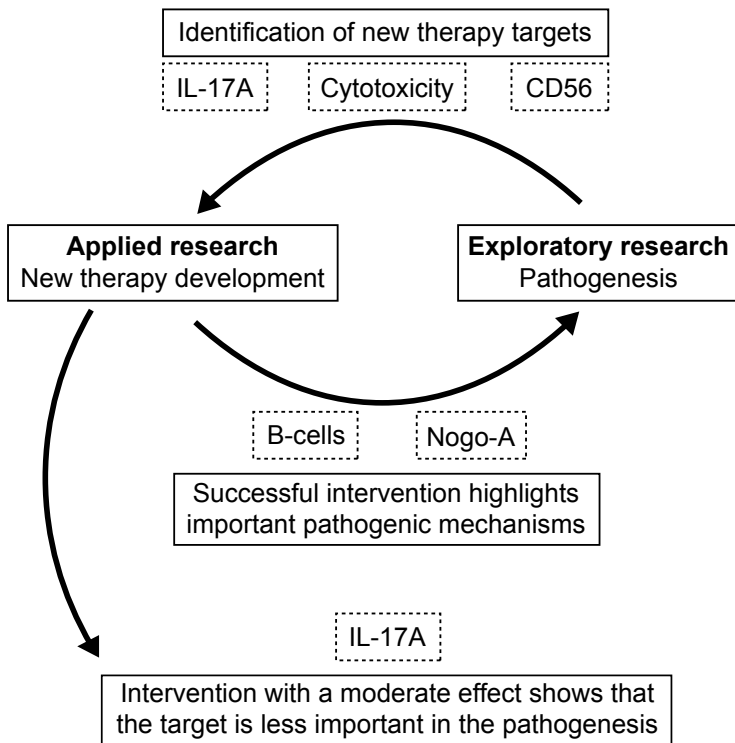 Identification of new therapy targets
IL-17A
Cytotoxicity
CD56
Applied research
New therapy development
Exploratory research
Pathogenesis
B-cells
Nogo-A
Successful intervention highlights
important pathogenic mechanisms
IL-17A
Intervention with a moderate effect shows that
the target is less important in the pathogenesis